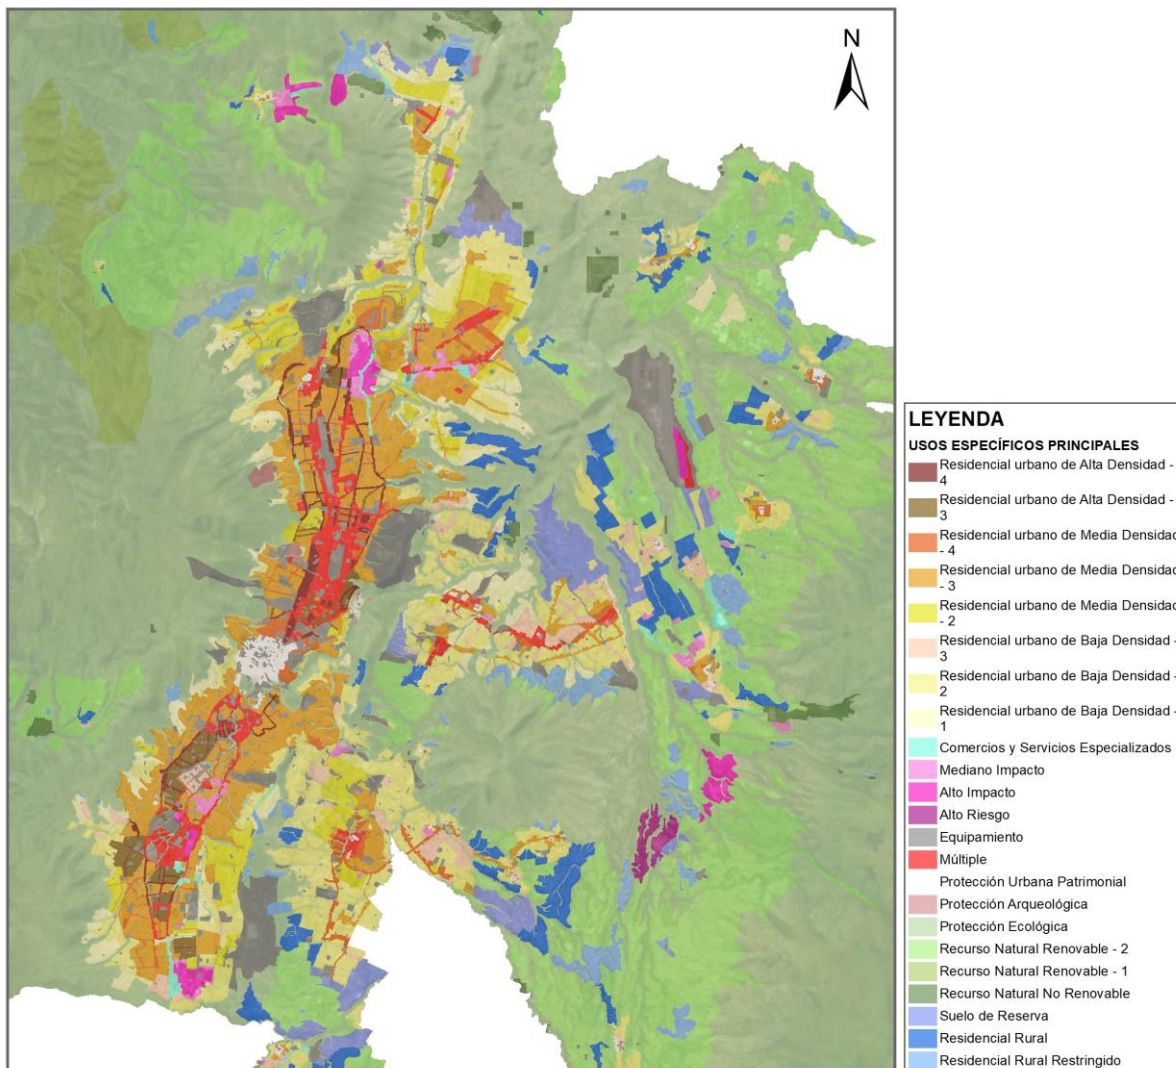 N
LEYENDA
USOS ESPECÍFICOS PRINCIPALES
Residencial urbano de Alta Densidad -
4
Residencial urbano de Alta Densidad -
3
Residencial urbano de Media Densidad
- 4
Residencial urbano de Media Densidad
- 3
Residencial urbano de Media Densidad
- 2
Residencial urbano de Baja Densidad -
3
Residencial urbano de Baja Densidad -
2
Residencial urbano de Baja Densidad -
1
Comercios y Servicios Especializados
Mediano Impacto
Alto Impacto
Alto Riesgo
Equipamiento
Múltiple
Protección Urbana Patrimonial
Protección Arqueológica
Protección Ecológica
Recurso Natural Renovable - 2
Recurso Natural Renovable - 1
Recurso Natural No Renovable
Suelo de Reserva
Residencial Rural
Residencial Rural Restringido